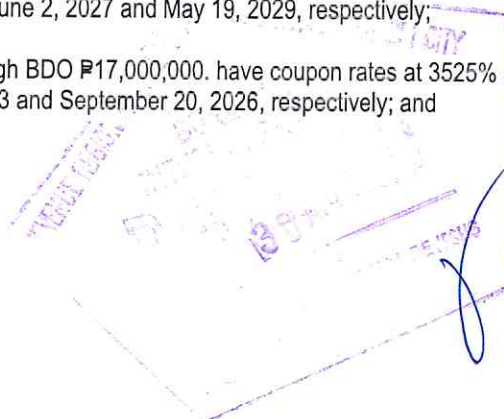 une 2, 2027 and May 19, 2029, respectively;
CITY
gh BDO ₱17,000,000. have coupon rates at 3525%
3 and September 20, 2026, respectively; and